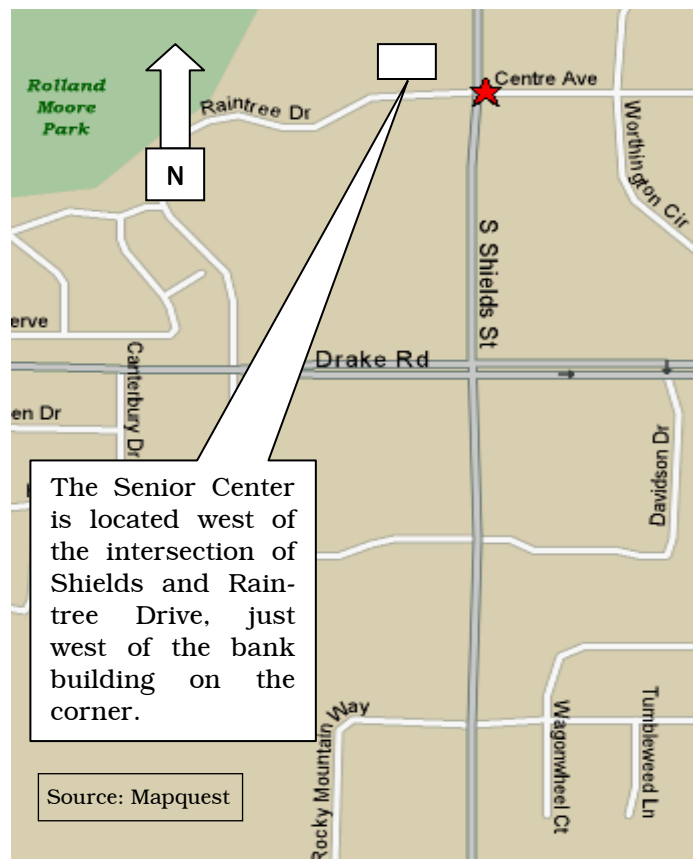 Rolland
Moore
Park
N
Raintree Dr
Centre Ave
Worthington Cir
S Shields St
erve
Drake Rd
Canterbury Dr
en Dr
Davidson Dr
The Senior Center
is located west of
the intersection of
Shields and Rain-
tree Drive, just
west of the bank
building on the
corner.
Rocky Mountain Way
Wagonwheel Ct
Tumbleweed Ln
Source: Mapquest